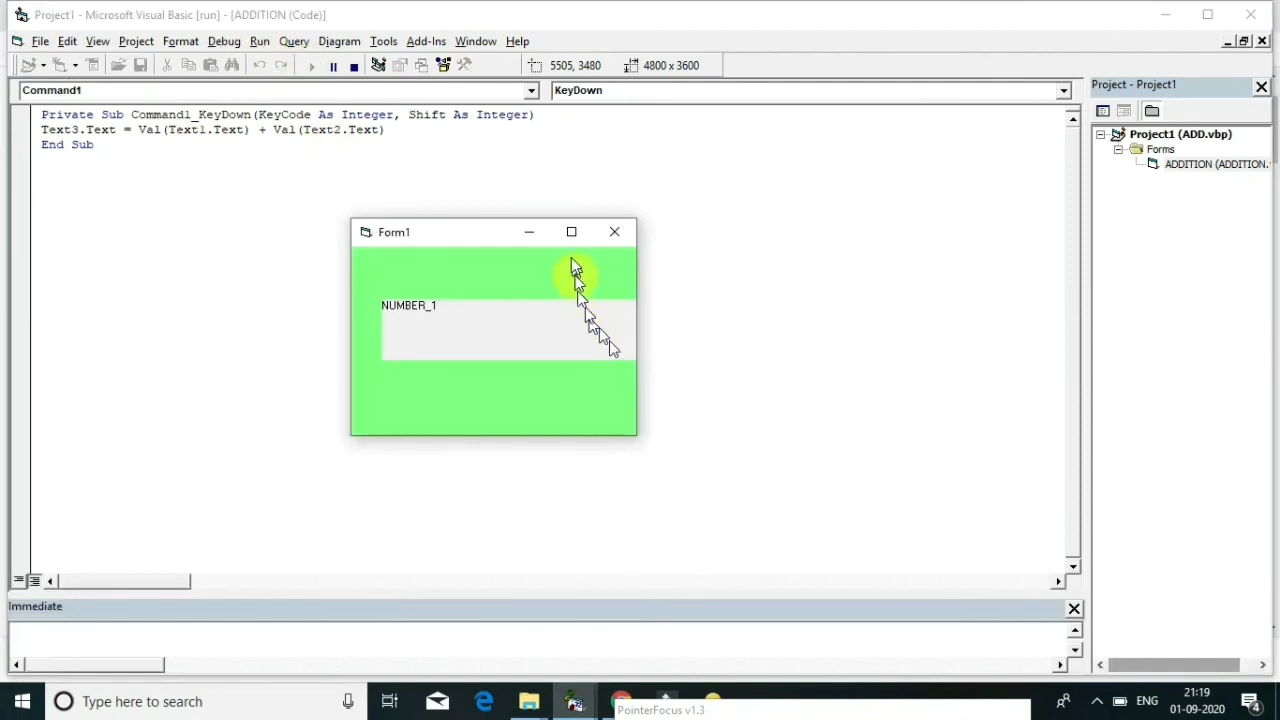 Project1 - Microsoft Visual Basic [run] - [ADDITION (Code)]
File Edit View Project Format Debug Run Query Diagram Tools Add-Ins Window Help
5505, 3480 4800 x 3600
Command1 KeyDown
Project - Project1
Private Sub Command1_KeyDown(KeyCode As Integer, Shift As Integer)
Text3.Text = Val(Text1.Text) + Val(Text2.Text)
End Sub
Project1 (ADD.vbp)
Forms
ADDITION (ADDITION.
Form1
NUMBER_1
Immediate
Type here to search
PointerFocus v1.3
ENG
21:19
01-09-2020
4